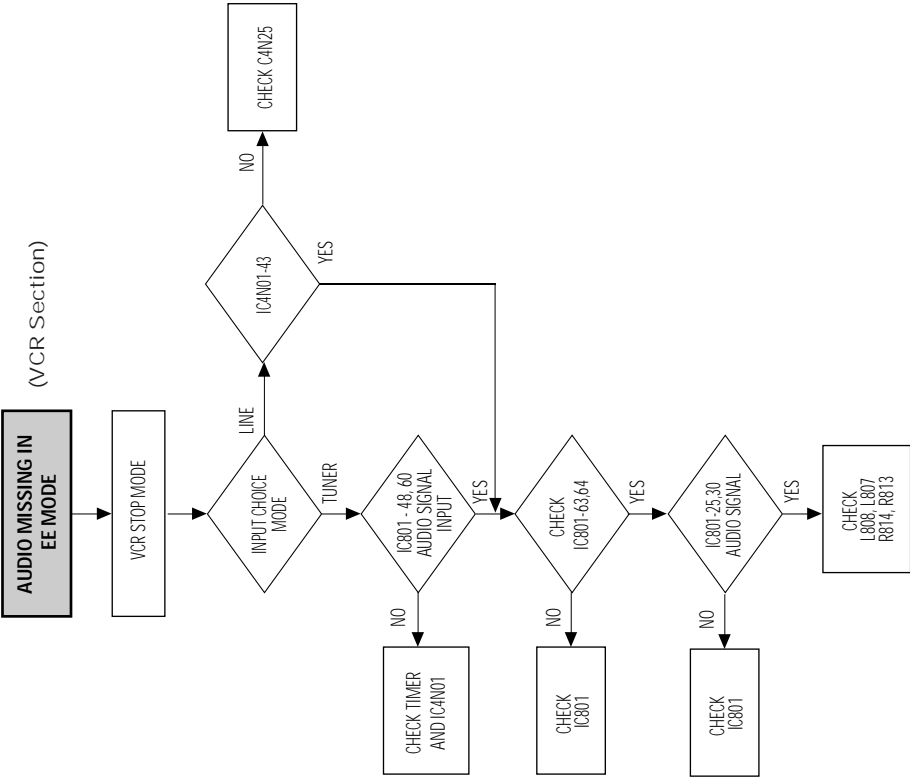 AUDIO MISSING IN
EE MODE
(VCR Section)
VCR STOP MODE
INPUT CHOICE
MODE
LINE
TUNER
IC4N01-43
NO
CHECK C4N25
YES
IC801 - 48, 60
AUDIO SIGNAL
INPUT
NO
CHECK TIMER
AND IC4N01
YES
CHECK
IC801-63,64
NO
CHECK
IC801
YES
IC801-25,30
AUDIO SIGNAL
NO
CHECK
IC801
YES
CHECK
L808, L807
R814, R813